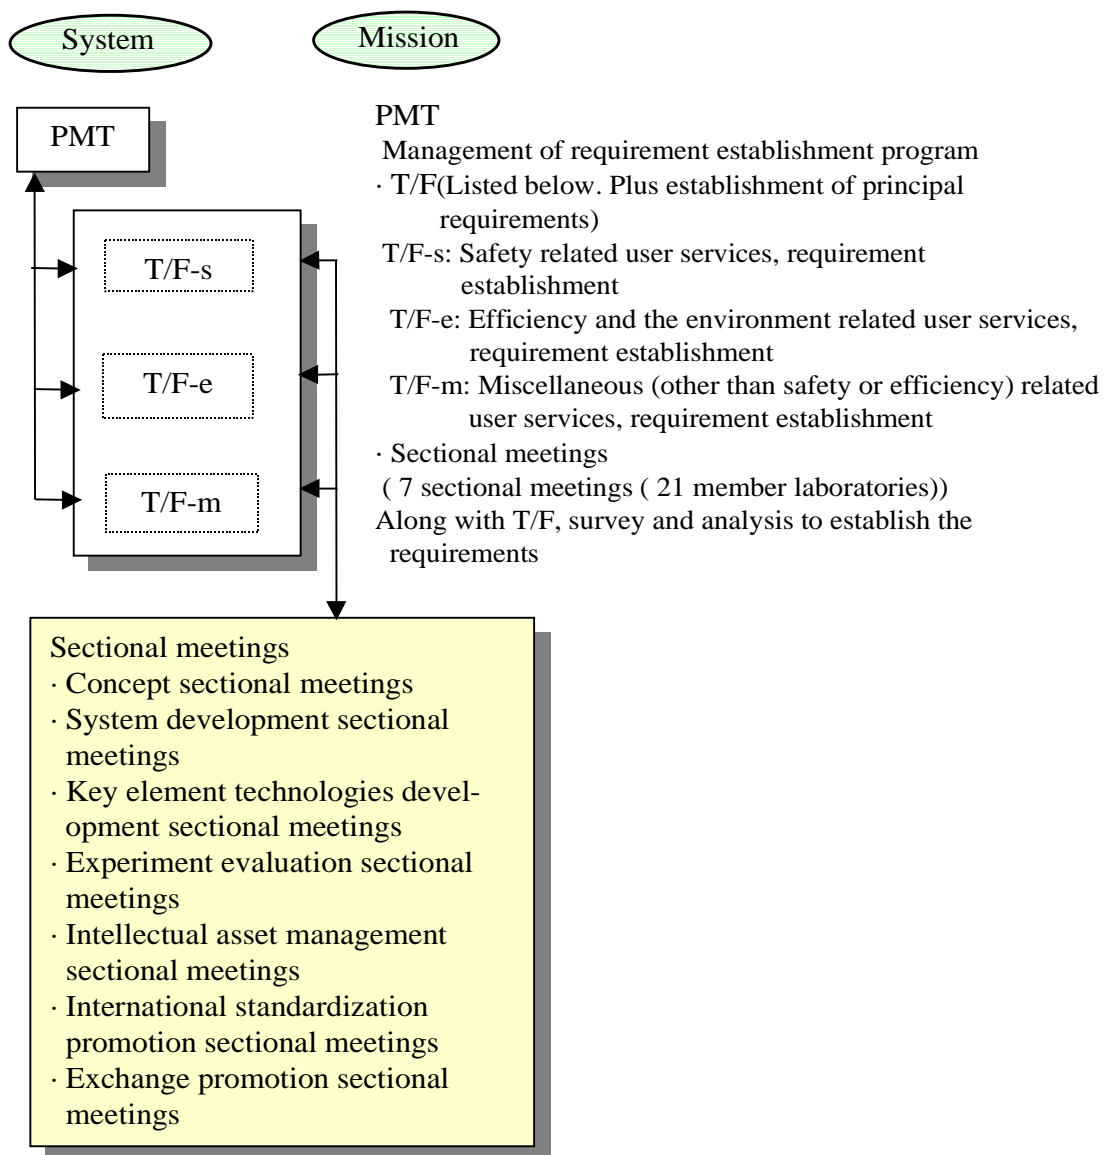 System
Mission
PMT
T/F-s
T/F-e
T/F-m
PMT
Management of requirement establishment program
· T/F(Listed below. Plus establishment of principal
requirements)
T/F-s: Safety related user services, requirement
establishment
T/F-e: Efficiency and the environment related user services,
requirement establishment
T/F-m: Miscellaneous (other than safety or efficiency) related
user services, requirement establishment
· Sectional meetings
( 7 sectional meetings ( 21 member laboratories))
Along with T/F, survey and analysis to establish the
requirements
Sectional meetings
· Concept sectional meetings
· System development sectional
meetings
· Key element technologies devel-
opment sectional meetings
· Experiment evaluation sectional
meetings
· Intellectual asset management
sectional meetings
· International standardization
promotion sectional meetings
· Exchange promotion sectional
meetings